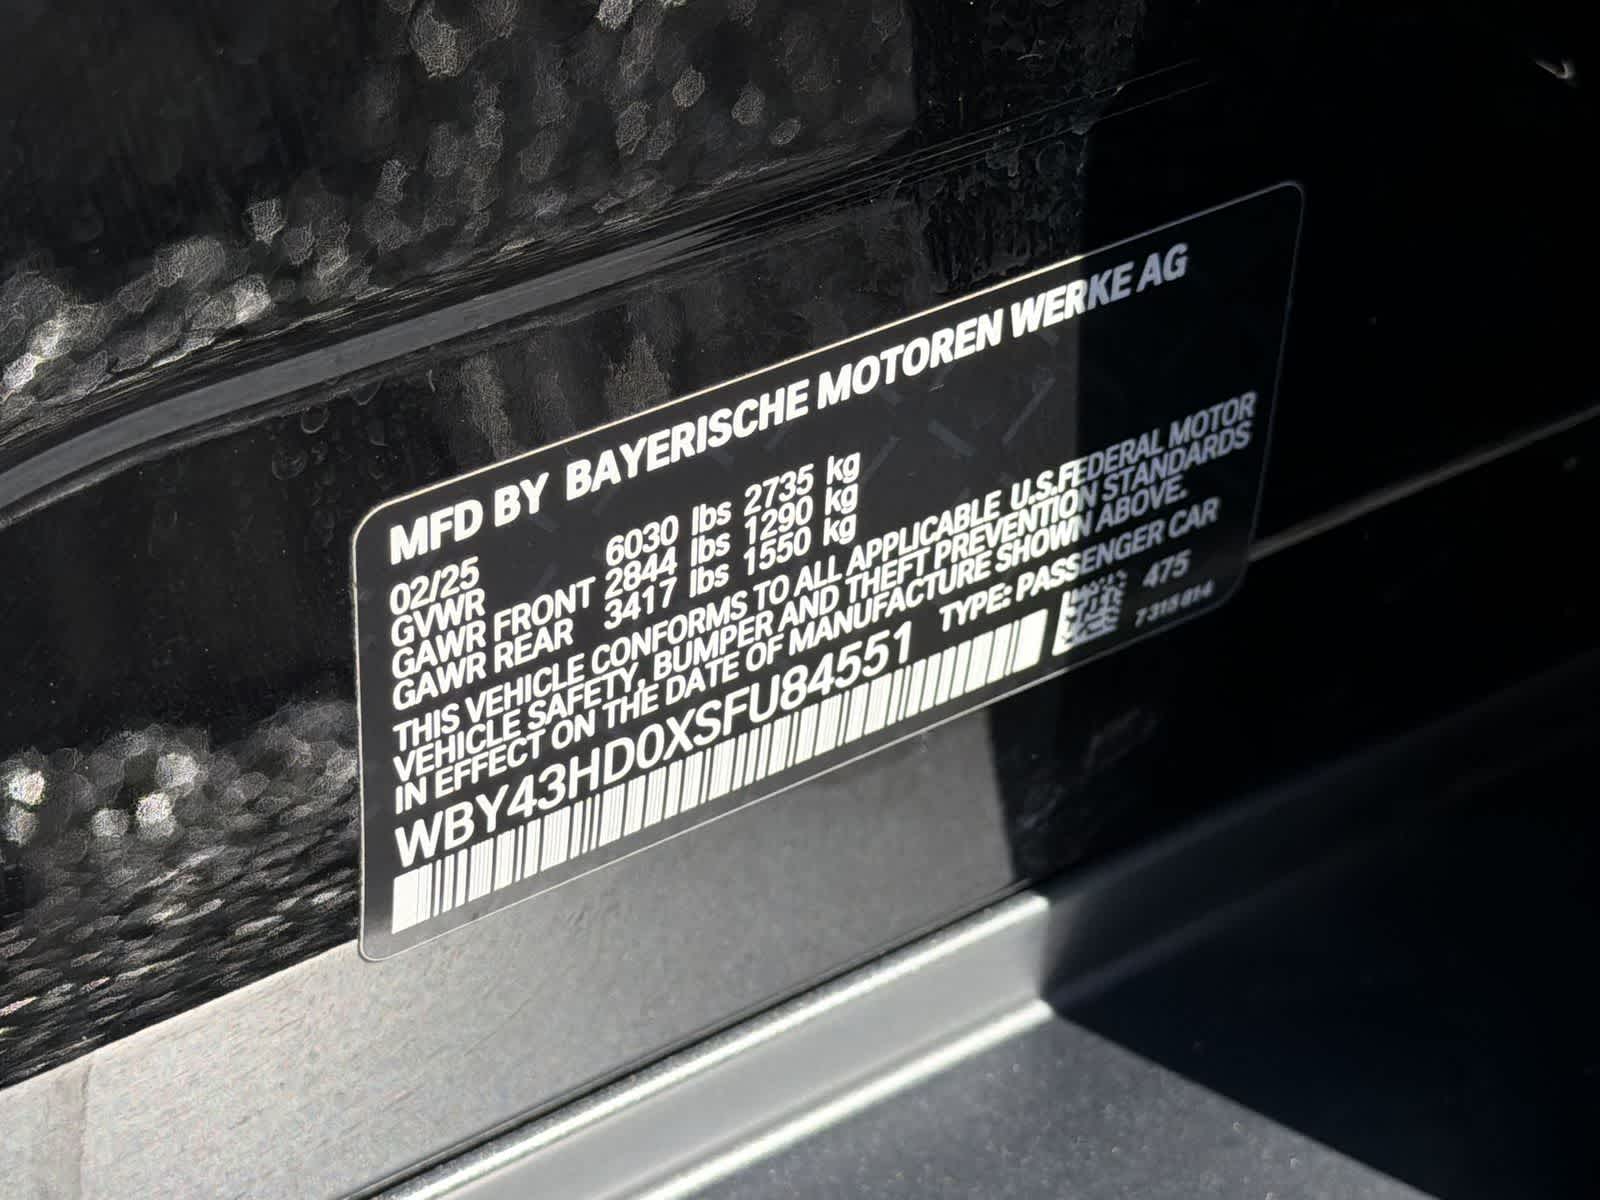 MFD BY BAYERISCHE MOTOREN WERKE AG
02/25
GVWR 6030 lbs 2735 kg
GAWR FRONT 2844 lbs 1290 kg
GAWR REAR 3417 lbs 1550 kg
THIS VEHICLE CONFORMS TO ALL APPLICABLE U.S.FEDERAL MOTOR
VEHICLE SAFETY, BUMPER AND THEFT PREVENTION STANDARDS
IN EFFECT ON THE DATE OF MANUFACTURE SHOWN ABOVE.
WBY43HD0XSFU84551 TYPE: PASSENGER CAR
475
7315614